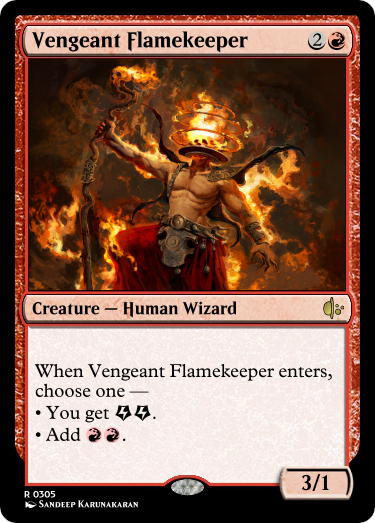 Vengeant Flamekeeper 2
Creature — Human Wizard
When Vengeant Flamekeeper enters,
choose one —
• You get .
• Add .
3/1
R 0305
Sandeep Karunakaran